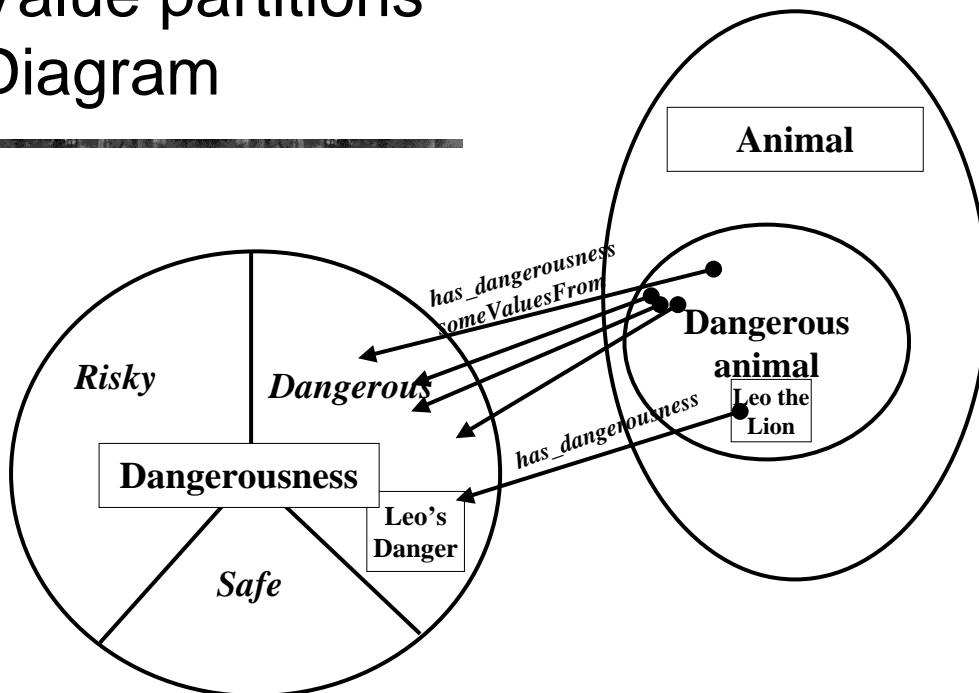 Value partitions
Diagram
Animal
has_dangerousness
someValuesFrom
Dangerous
animal
Leo the
Lion
Risky
Dangerous
has_dangerousness
Dangerousness
Leo's
Danger
Safe